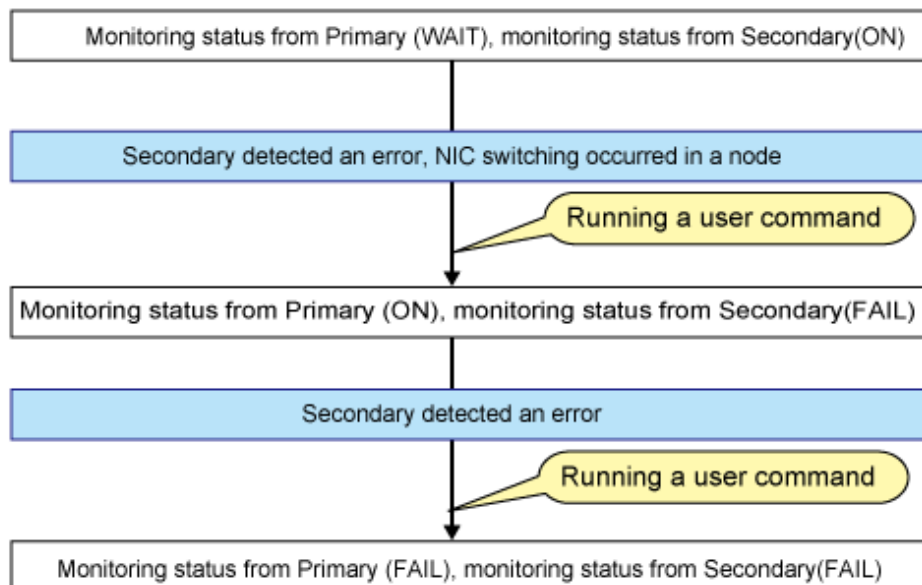 Monitoring status from Primary (WAIT), monitoring status from Secondary(ON)
Secondary detected an error, NIC switching occurred in a node
Running a user command
Monitoring status from Primary (ON), monitoring status from Secondary(FAIL)
Secondary detected an error
Running a user command
Monitoring status from Primary (FAIL), monitoring status from Secondary(FAIL)